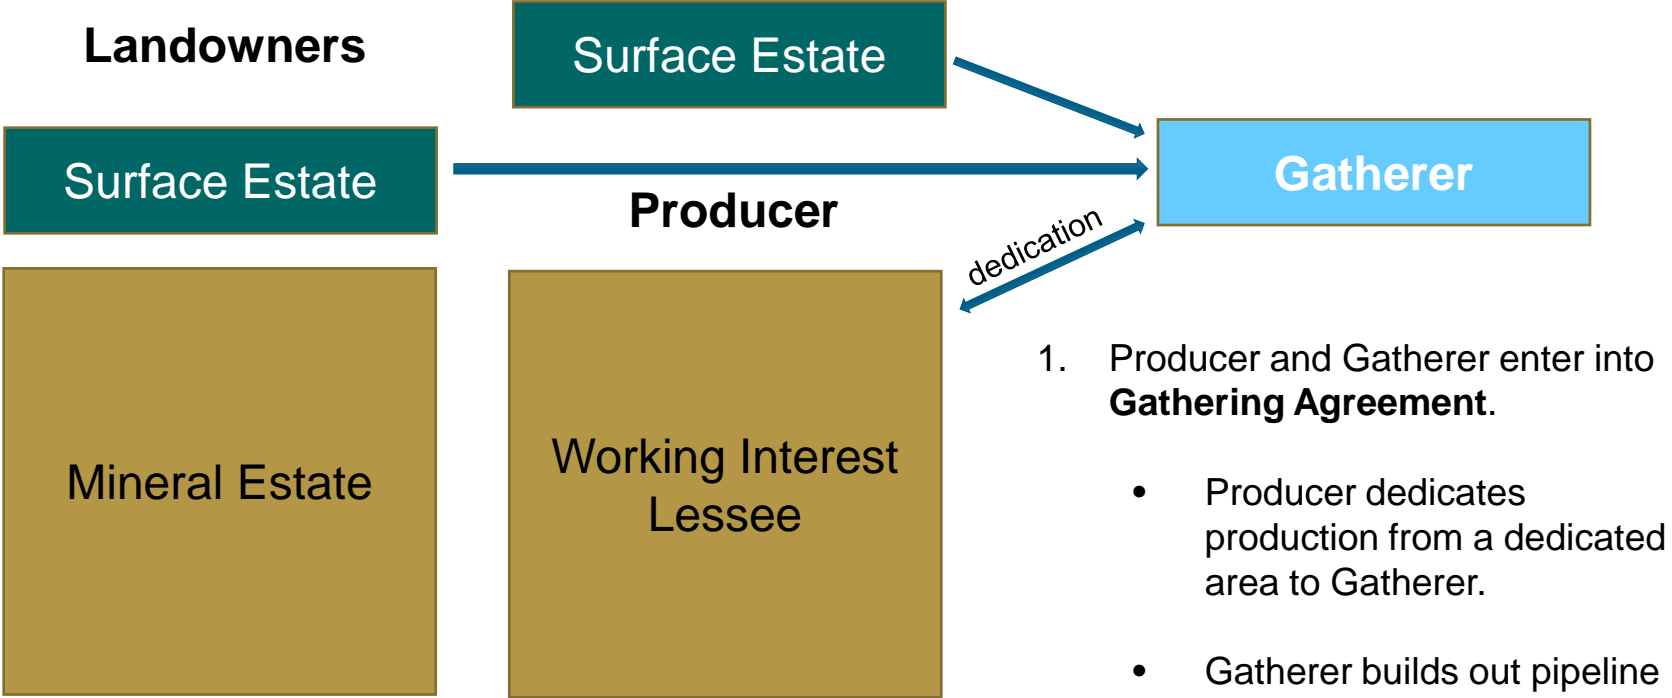 Landowners
Surface Estate
Surface Estate
Gatherer
Producer
dedication
Mineral Estate
Working Interest
Lessee
1. Producer and Gatherer enter into
Gathering Agreement.
• Producer dedicates
production from a dedicated
area to Gatherer.
• Gatherer builds out pipeline